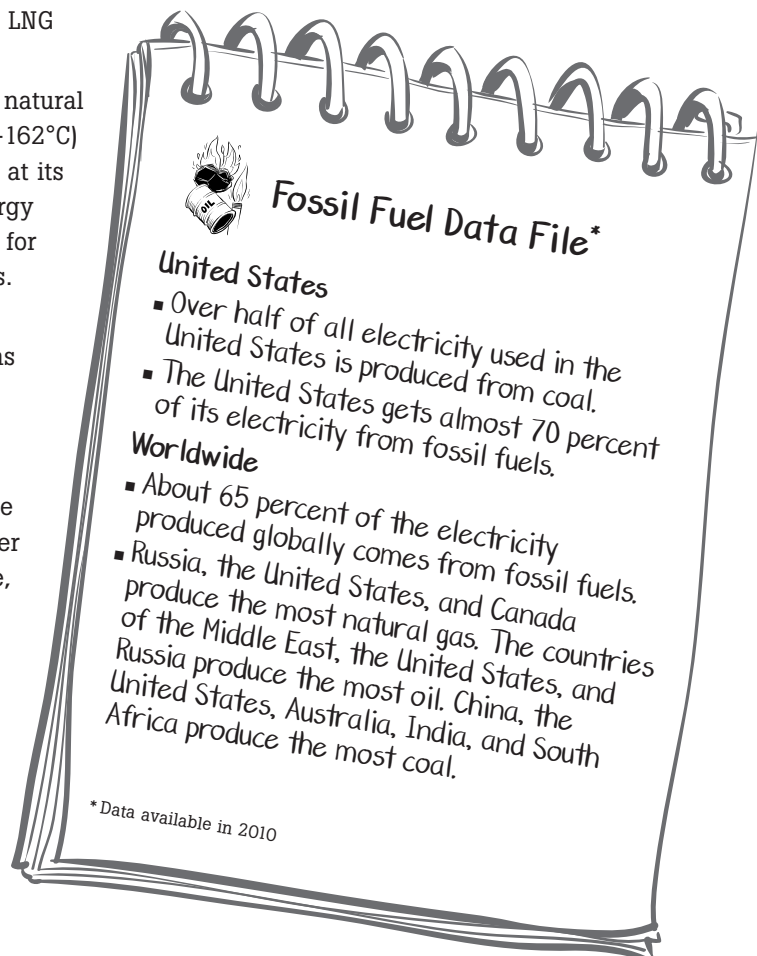 LNG
natural
-162°C)
at its
rgy
for
s.
ns
e
er
e,
OIL
Fossil Fuel Data File*
United States
▪ Over half of all electricity used in the
United States is produced from coal.
▪ The United States gets almost 70 percent
of its electricity from fossil fuels.
Worldwide
▪ About 65 percent of the electricity
produced globally comes from fossil fuels.
▪ Russia, the United States, and Canada
produce the most natural gas. The countries
of the Middle East, the United States, and
Russia produce the most oil. China, the
United States, Australia, India, and South
Africa produce the most coal.
*Data available in 2010